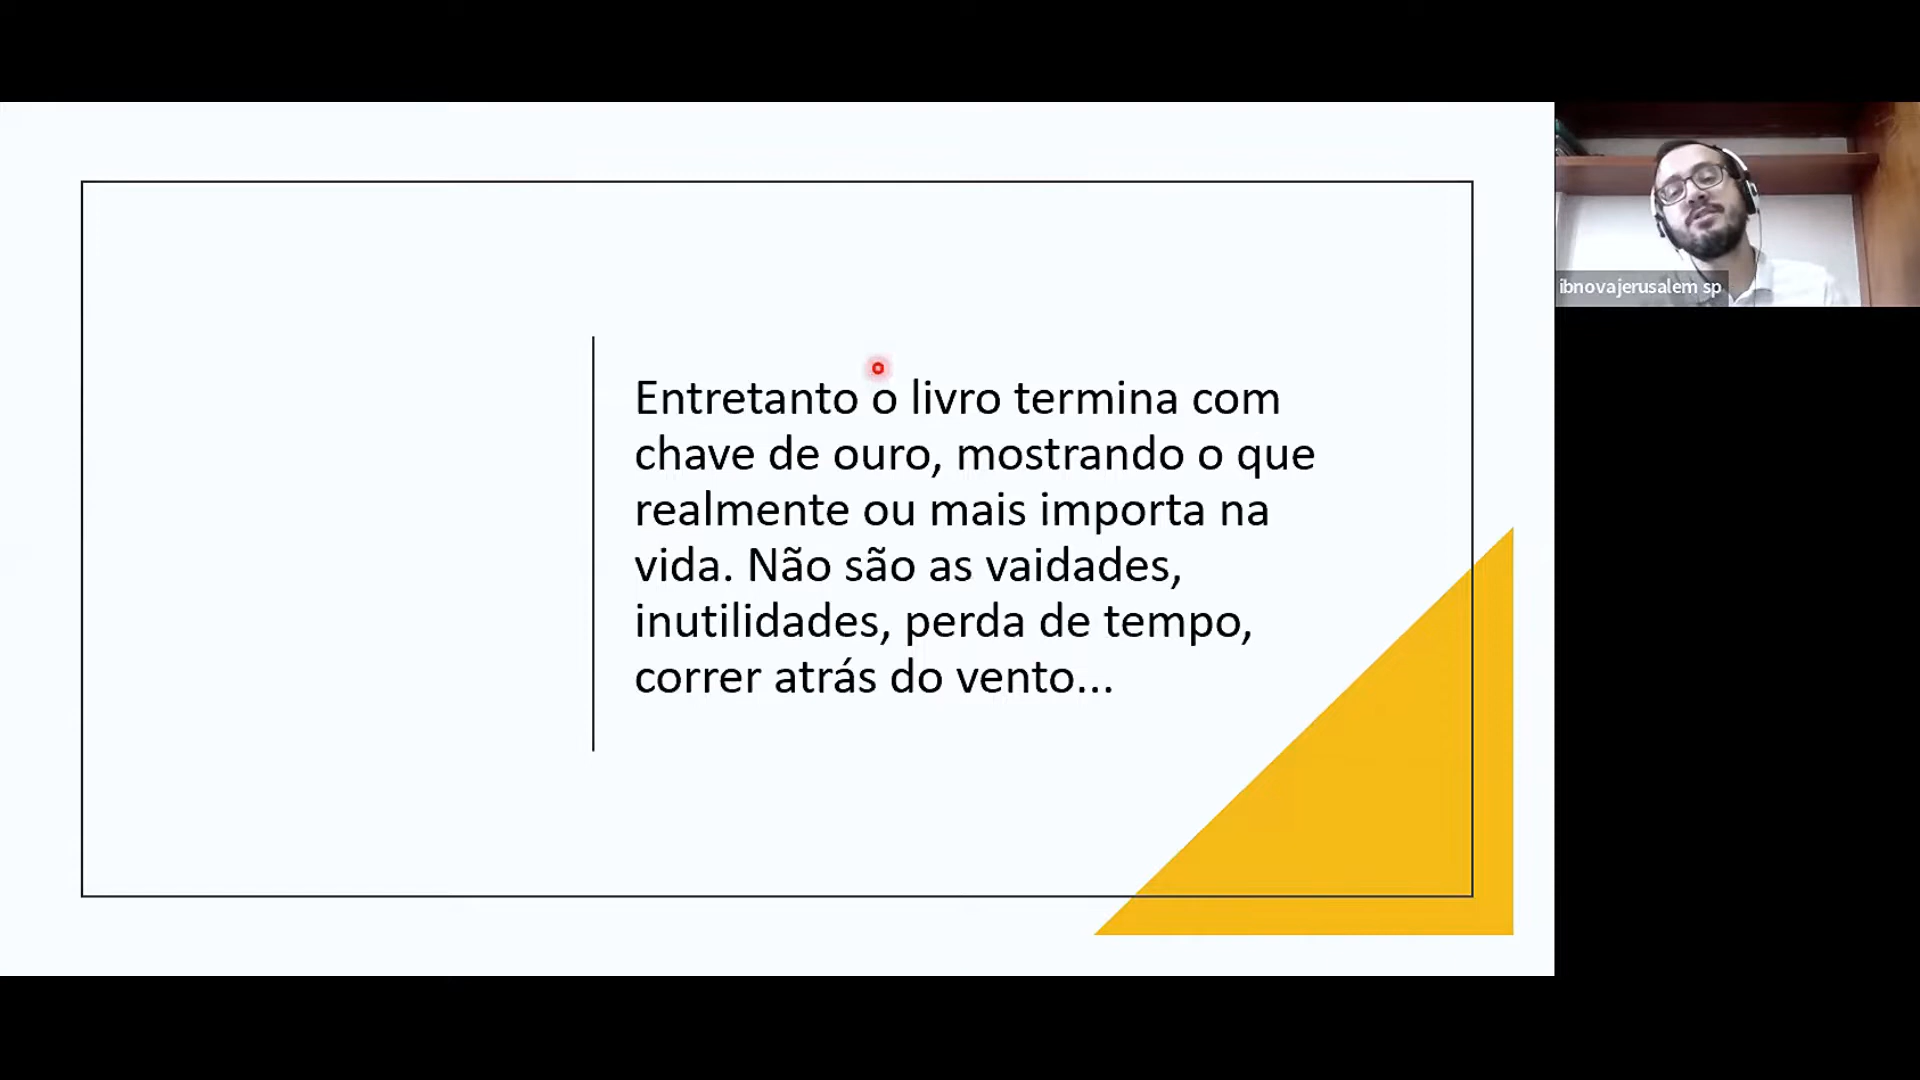 Entretanto o livro termina com
chave de ouro, mostrando o que
realmente ou mais importa na
vida. Não são as vaidades,
inutilidades, perda de tempo,
correr atrás do vento...
ibnovajerusalem sp